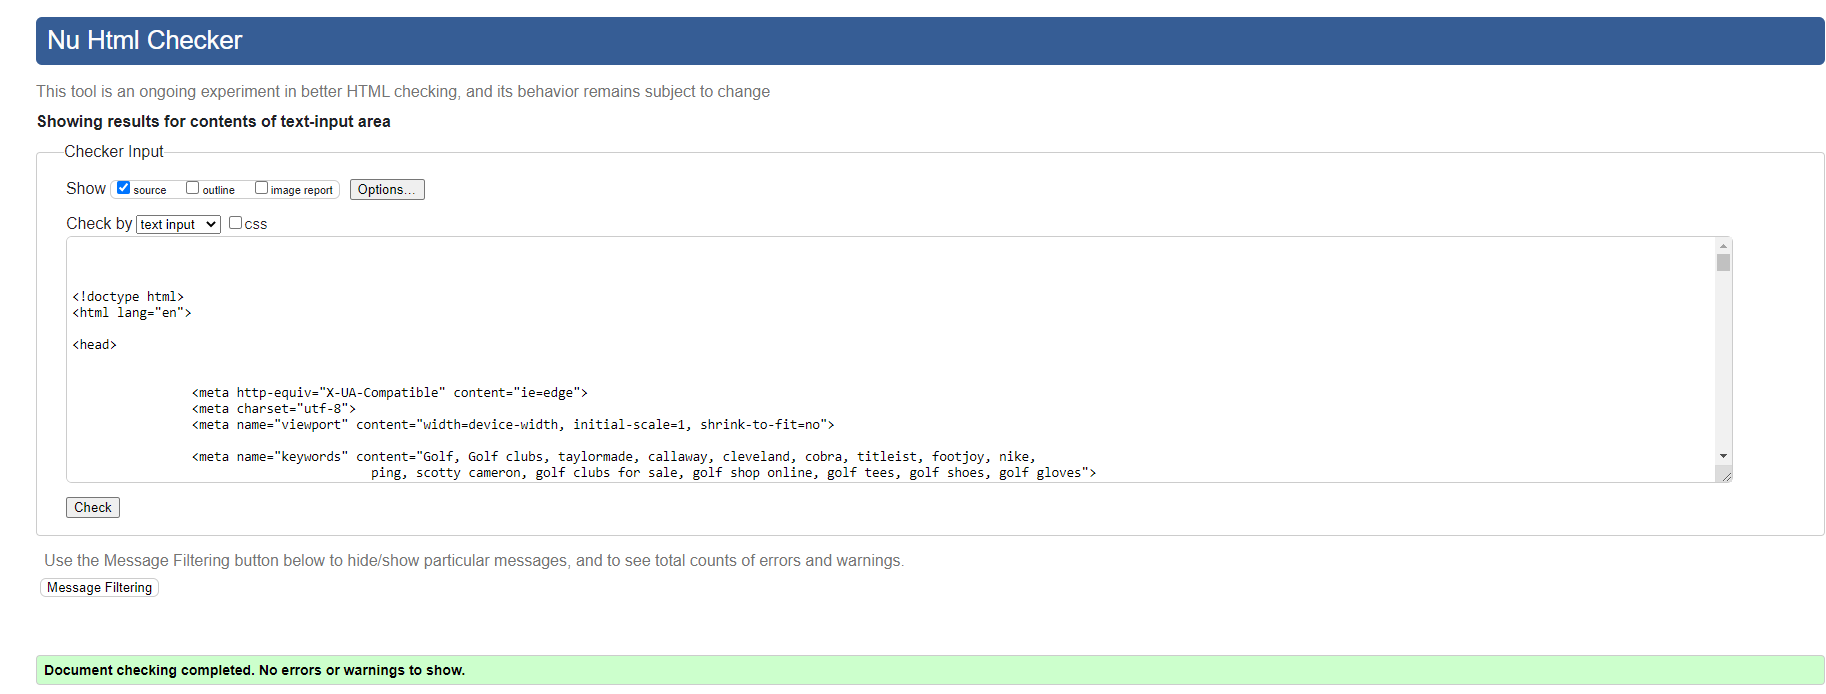 Nu Html Checker
This tool is an ongoing experiment in better HTML checking, and its behavior remains subject to change
Showing results for contents of text-input area
Checker Input
Show source outline image report Options...
Check by text input css
<!doctype html>
<html lang="en">
<head>
<meta http-equiv="X-UA-Compatible" content="ie=edge">
<meta charset="utf-8">
<meta name="viewport" content="width=device-width, initial-scale=1, shrink-to-fit=no">
<meta name="keywords" content="Golf, Golf clubs, taylormade, callaway, cleveland, cobra, titleist, footjoy, nike,
ping, scotty cameron, golf clubs for sale, golf shop online, golf tees, golf shoes, golf gloves">
Check
Use the Message Filtering button below to hide/show particular messages, and to see total counts of errors and warnings.
Message Filtering
Document checking completed. No errors or warnings to show.